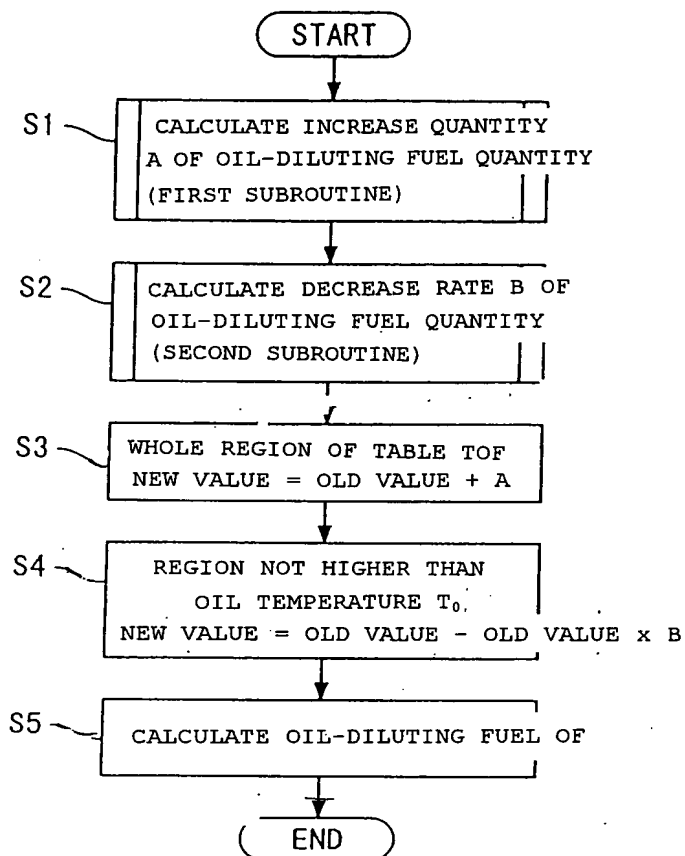 START
S1
CALCULATE INCREASE QUANTITY
A OF OIL-DILUTING FUEL QUANTITY
(FIRST SUBROUTINE)
S2
CALCULATE DECREASE RATE B OF
OIL-DILUTING FUEL QUANTITY
(SECOND SUBROUTINE)
S3
WHOLE REGION OF TABLE TOF
NEW VALUE = OLD VALUE + A
S4
REGION NOT HIGHER THAN
OIL TEMPERATURE T₀,
NEW VALUE = OLD VALUE - OLD VALUE x B
S5
CALCULATE OIL-DILUTING FUEL OF
END